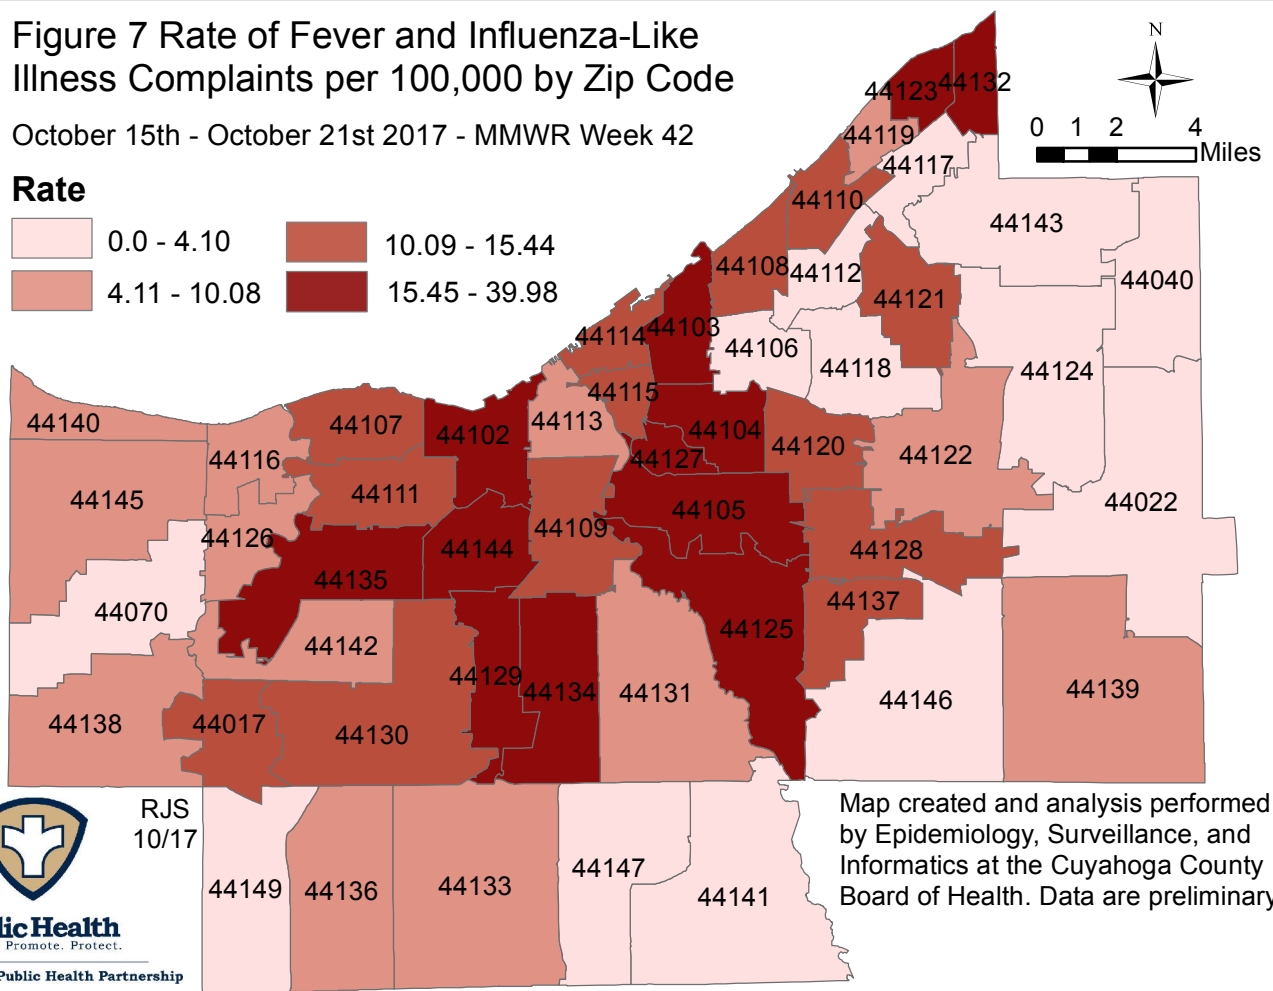 Figure 7 Rate of Fever and Influenza-Like
Illness Complaints per 100,000 by Zip Code
October 15th - October 21st 2017 - MMWR Week 42
Rate
0.0 - 4.10
4.11 - 10.08
10.09 - 15.44
15.45 - 39.98
N
0 1 2 4
Miles
44123
44132
44119
44117
44110
44143
44108
44112
44040
44121
44114
44103
44106
44118
44124
44115
44140
44107
44102
44113
44104
44120
44116
44127
44122
44145
44111
44105
44022
44126
44109
44144
44128
44135
44070
44137
44142
44125
44129
44134
44131
44146
44139
44138
44017
44130
RJS
10/17
Map created and analysis performed
by Epidemiology, Surveillance, and
Informatics at the Cuyahoga County
Board of Health. Data are preliminary
44149
44136
44133
44147
44141
lic Health
Promote. Protect.
Public Health Partnership